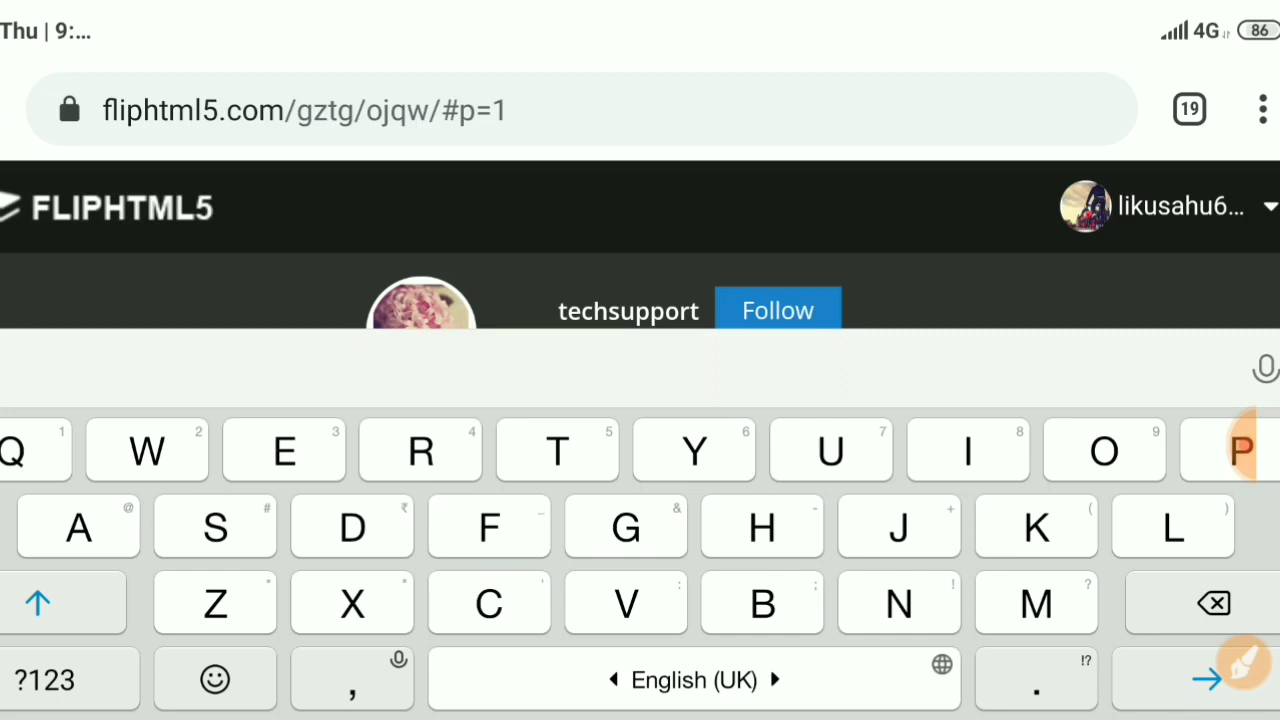 Thu | 9:... 4G 86
fliphtml5.com/gztg/ojqw/#p=1 19
FLIPHTML5 likusahu6...
techsupport Follow
Q 1 W 2 E 3 R 4 T 5 Y 6 U 7 I 8 O 9 P
A @ S # D ₹ F _ G & H - J + K ( L )
Z * X " C ' V : B ; N ! M ?
?123 , English (UK) . !?